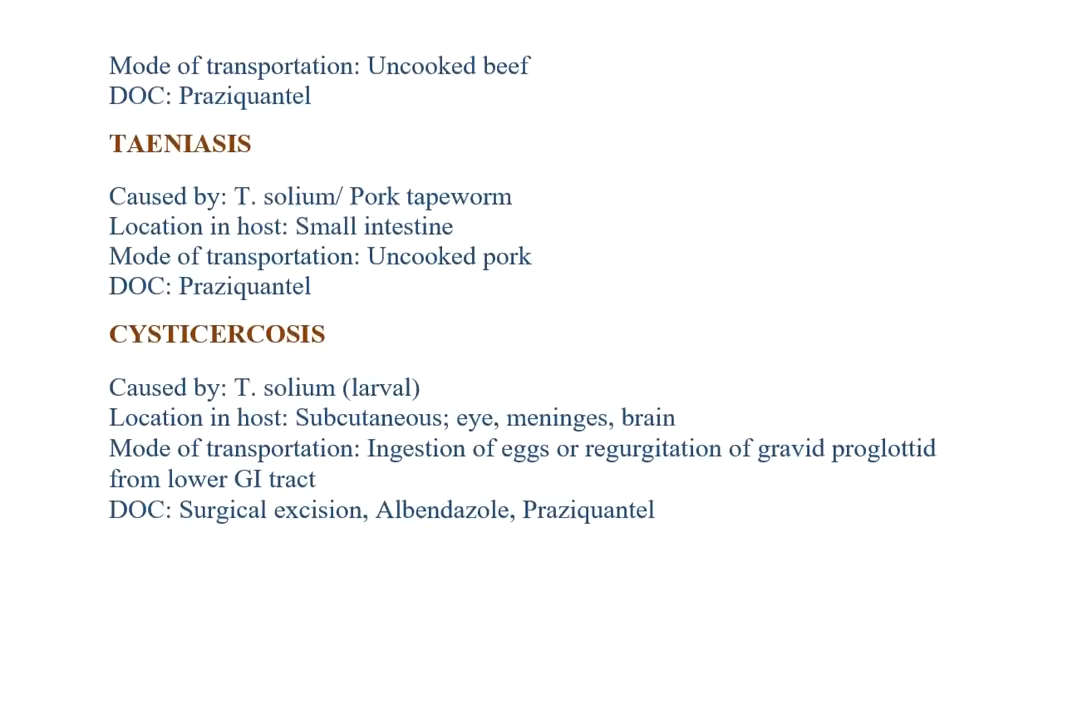 Mode of transportation: Uncooked beef
DOC: Praziquantel
TAENIASIS
Caused by: T. solium/ Pork tapeworm
Location in host: Small intestine
Mode of transportation: Uncooked pork
DOC: Praziquantel
CYSTICERCOSIS
Caused by: T. solium (larval)
Location in host: Subcutaneous; eye, meninges, brain
Mode of transportation: Ingestion of eggs or regurgitation of gravid proglottid
from lower GI tract
DOC: Surgical excision, Albendazole, Praziquantel